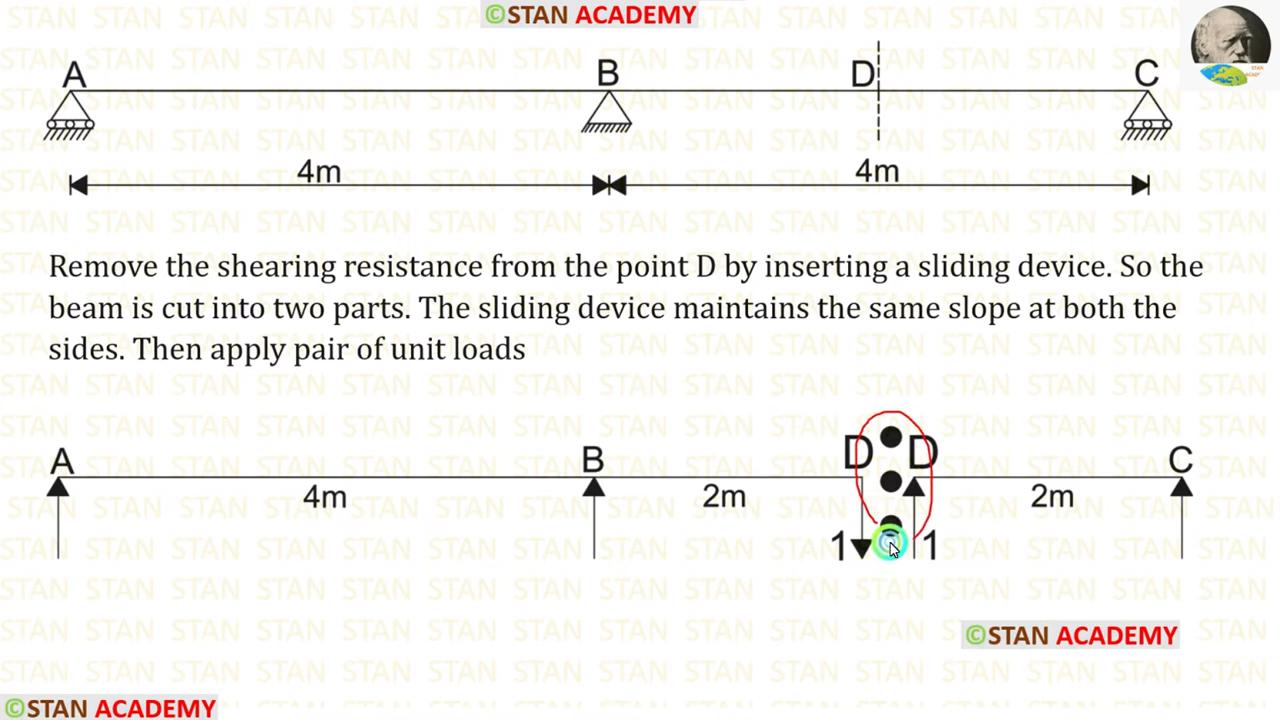 ©STAN ACADEMY
A B D C
4m 4m
Remove the shearing resistance from the point D by inserting a sliding device. So the
beam is cut into two parts. The sliding device maintains the same slope at both the
sides. Then apply pair of unit loads
A B D D C
4m 2m 2m
1 1
©STAN ACADEMY
©STAN ACADEMY